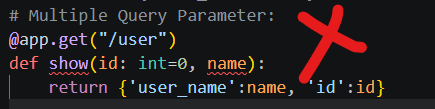 # Multiple Query Parameter:
@app.get("/user")
def show(id: int=0, name):
    return {'user_name':name, 'id':id}